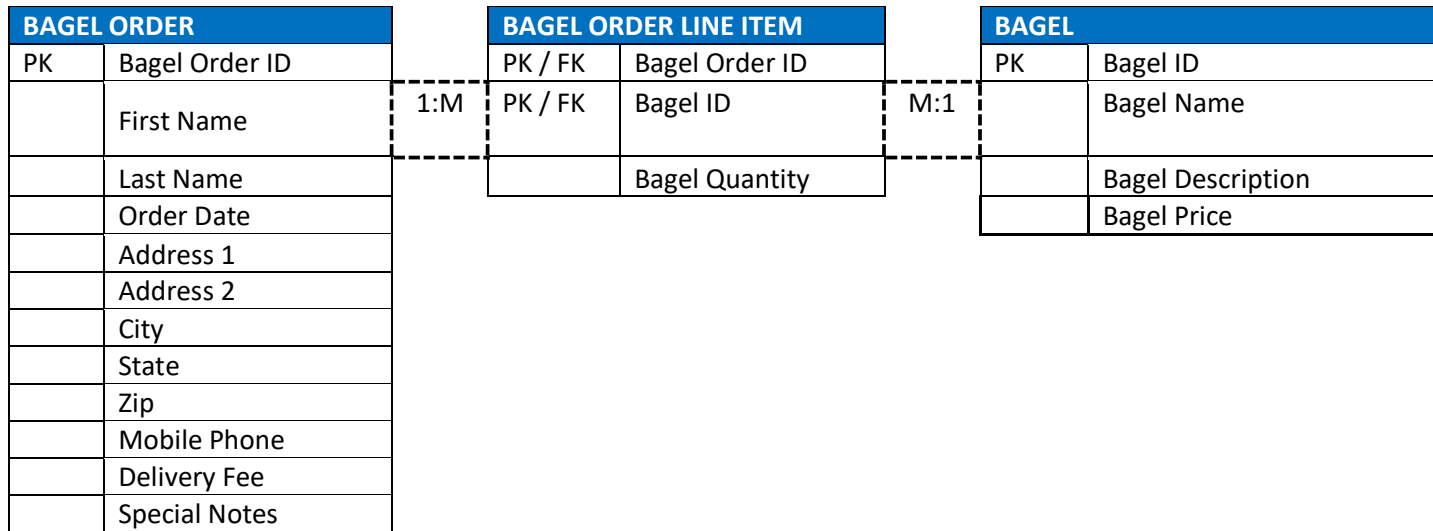 BAGEL ORDER BAGEL ORDER LINE ITEM BAGEL
PK Bagel Order ID PK / FK Bagel Order ID PK Bagel ID
First Name 1:M PK / FK Bagel ID M:1 Bagel Name
Last Name Bagel Quantity Bagel Description
Order Date Bagel Price
Address 1
Address 2
City
State
Zip
Mobile Phone
Delivery Fee
Special Notes